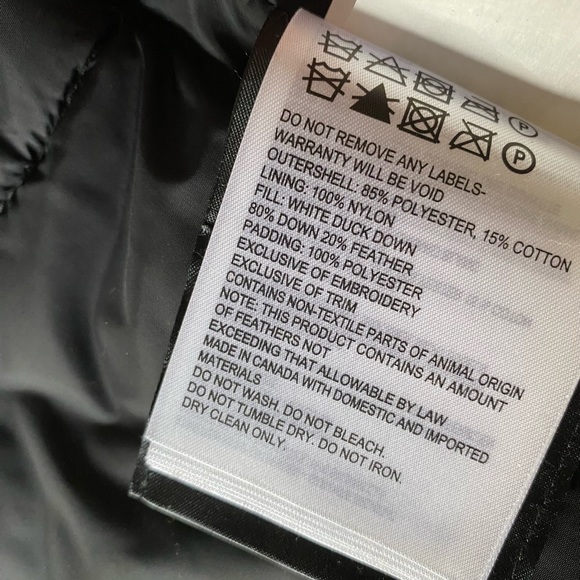 P
P
DO NOT REMOVE ANY LABELS-
WARRANTY WILL BE VOID
OUTERSHELL: 85% POLYESTER, 15% COTTON
LINING: 100% NYLON
FILL: WHITE DUCK DOWN
80% DOWN 20% FEATHER
PADDING: 100% POLYESTER
EXCLUSIVE OF EMBROIDERY
EXCLUSIVE OF TRIM
CONTAINS NON-TEXTILE PARTS OF ANIMAL ORIGIN
NOTE: THIS PRODUCT CONTAINS AN AMOUNT
OF FEATHERS NOT
EXCEEDING THAT ALLOWABLE BY LAW
MADE IN CANADA WITH DOMESTIC AND IMPORTED
MATERIALS
DO NOT WASH. DO NOT BLEACH.
DO NOT TUMBLE DRY. DO NOT IRON.
DRY CLEAN ONLY.